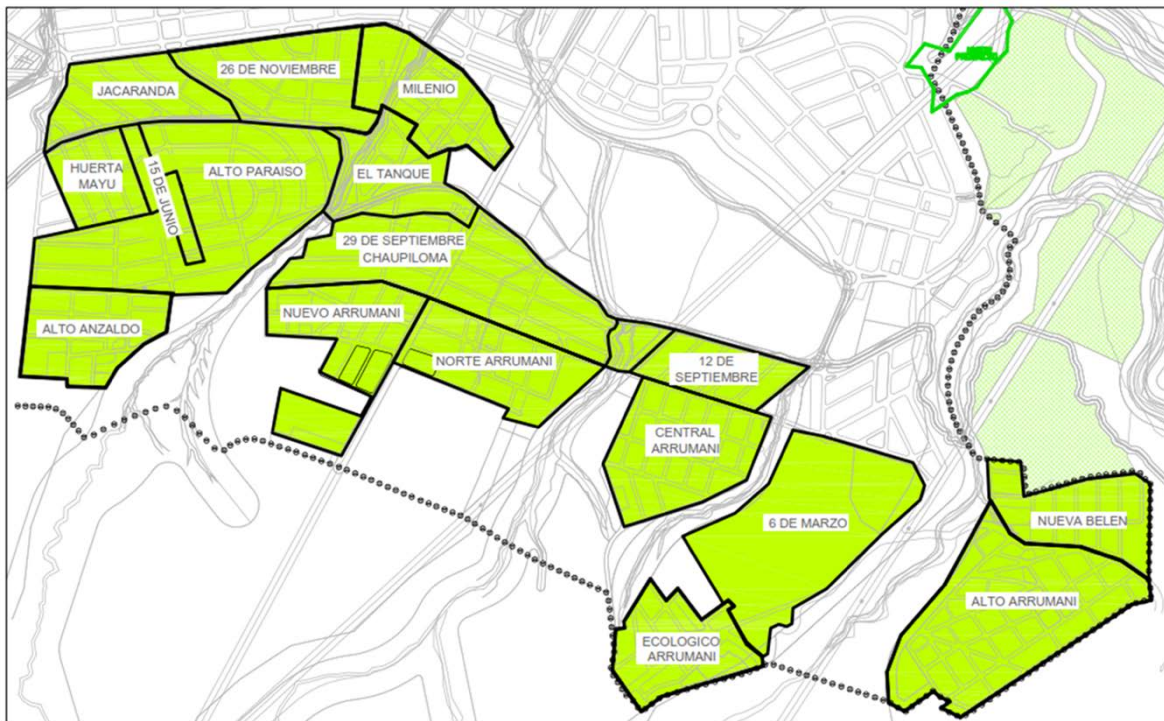 26 DE NOVIEMBRE
JACARANDA
MILENIO
HUERTA
MAYU
15 DE JUNIO
ALTO PARAISO
EL TANQUE
29 DE SEPTIEMBRE
CHAUPILOMA
NUEVO ARRUMANI
ALTO ANZALDO
NORTE ARRUMANI
12 DE
SEPTIEMBRE
CENTRAL
ARRUMANI
6 DE MARZO
NUEVA BELEN
ALTO ARRUMANI
ECOLOGICO
ARRUMANI